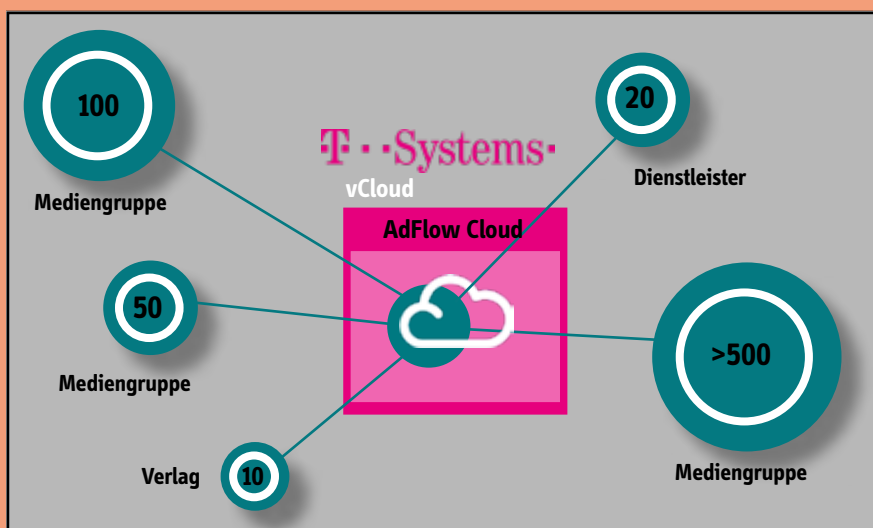 100
Mediengruppe
20
Dienstleister
T··Systems·
vCloud
AdFlow Cloud
50
Mediengruppe
>500
Mediengruppe
Verlag
10